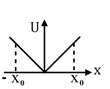 U
- x₀ x₀ x